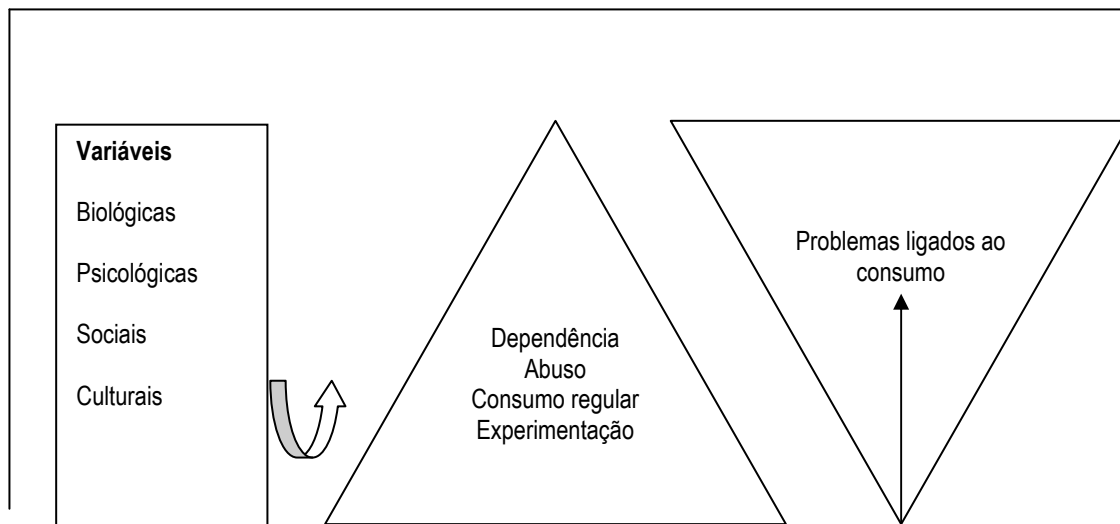 Variáveis
Biológicas
Psicológicas
Sociais
Culturais
Dependência
Abuso
Consumo regular
Experimentação
Problemas ligados ao
consumo